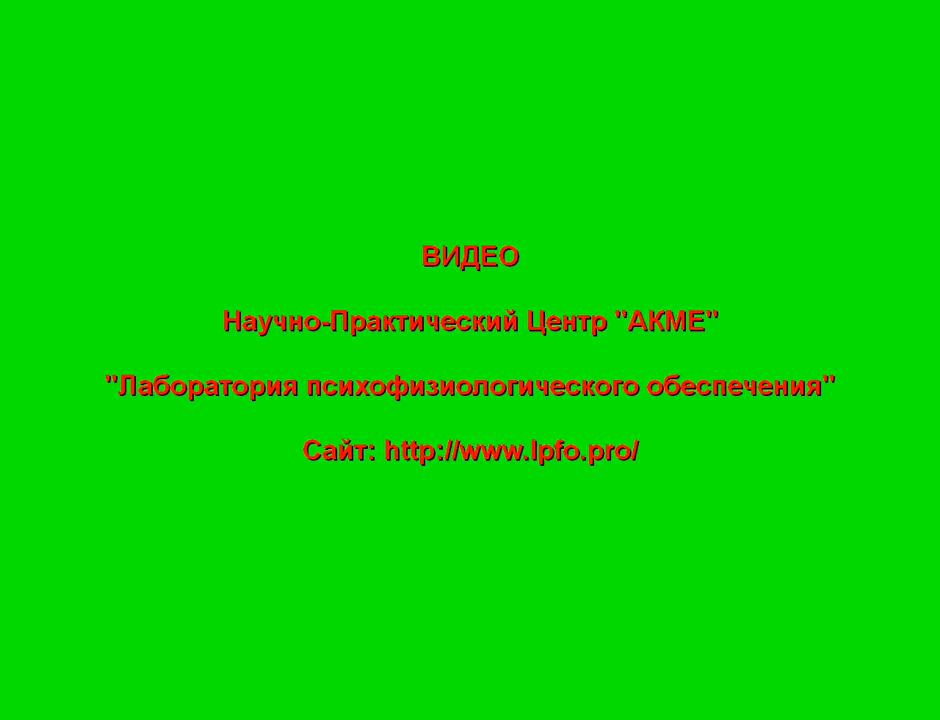 ВИДЕО
Научно-Практический Центр "АКМЕ"
"Лаборатория психофизиологического обеспечения"
Сайт: http://www.lpfo.pro/